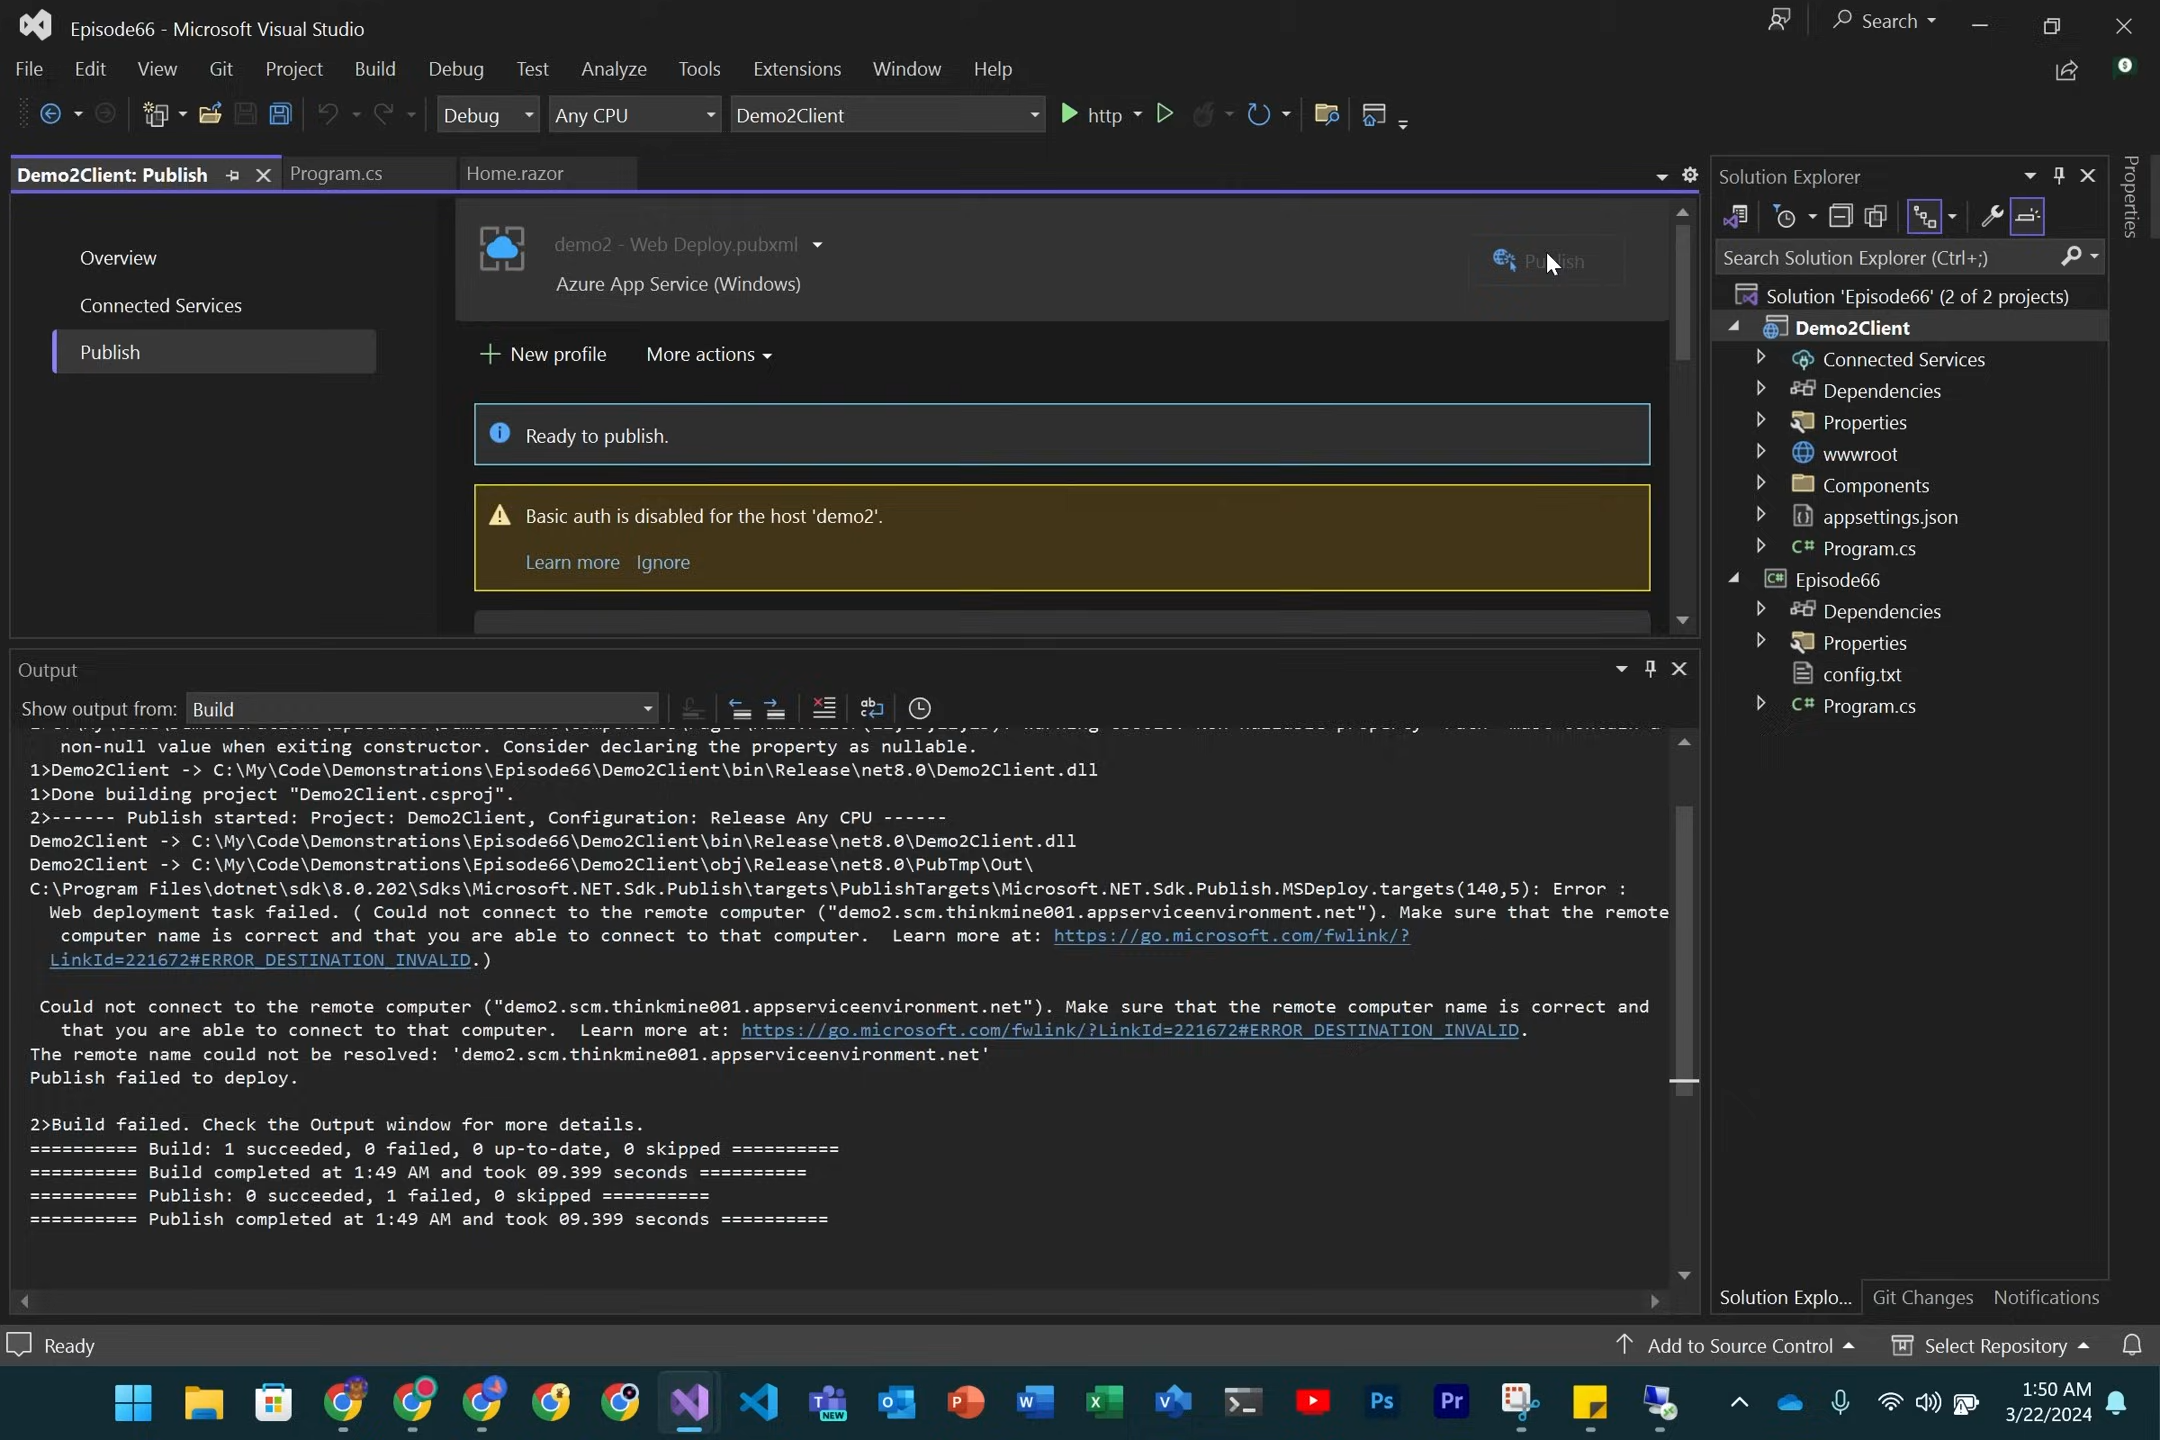 Episode66 - Microsoft Visual Studio
Search
File Edit View Git Project Build Debug Test Analyze Tools Extensions Window Help
Debug Any CPU Demo2Client http
Demo2Client: Publish Program.cs Home.razor
Overview
Connected Services
Publish
demo2 - Web Deploy.pubxml
Azure App Service (Windows)
Publish
New profile More actions
Ready to publish.
Basic auth is disabled for the host 'demo2'.
Learn more Ignore
Output
Show output from: Build
non-null value when exiting constructor. Consider declaring the property as nullable.
1>Demo2Client -> C:\My\Code\Demonstrations\Episode66\Demo2Client\bin\Release\net8.0\Demo2Client.dll
1>Done building project "Demo2Client.csproj".
2>------ Publish started: Project: Demo2Client, Configuration: Release Any CPU ------
Demo2Client -> C:\My\Code\Demonstrations\Episode66\Demo2Client\bin\Release\net8.0\Demo2Client.dll
Demo2Client -> C:\My\Code\Demonstrations\Episode66\Demo2Client\obj\Release\net8.0\PubTmp\Out\
C:\Program Files\dotnet\sdk\8.0.202\Sdks\Microsoft.NET.Sdk.Publish\targets\PublishTargets\Microsoft.NET.Sdk.Publish.MSDeploy.targets(140,5): Error :
Web deployment task failed. ( Could not connect to the remote computer ("demo2.scm.thinkmine001.appserviceenvironment.net"). Make sure that the remote
computer name is correct and that you are able to connect to that computer.  Learn more at: https://go.microsoft.com/fwlink/?
LinkId=221672#ERROR_DESTINATION_INVALID.)
Could not connect to the remote computer ("demo2.scm.thinkmine001.appserviceenvironment.net"). Make sure that the remote computer name is correct and
that you are able to connect to that computer.  Learn more at: https://go.microsoft.com/fwlink/?LinkId=221672#ERROR_DESTINATION_INVALID.
The remote name could not be resolved: 'demo2.scm.thinkmine001.appserviceenvironment.net'
Publish failed to deploy.
2>Build failed. Check the Output window for more details.
========== Build: 1 succeeded, 0 failed, 0 up-to-date, 0 skipped ==========
========== Build completed at 1:49 AM and took 09.399 seconds ==========
========== Publish: 0 succeeded, 1 failed, 0 skipped ==========
========== Publish completed at 1:49 AM and took 09.399 seconds ==========
Solution Explorer
Search Solution Explorer (Ctrl+;)
Solution 'Episode66' (2 of 2 projects)
Demo2Client
Connected Services
Dependencies
Properties
wwwroot
Components
appsettings.json
C# Program.cs
C# Episode66
Dependencies
Properties
config.txt
C# Program.cs
Solution Explo... Git Changes Notifications
Properties
Ready
Add to Source Control Select Repository
NEW
Ps
Pr
1:50 AM
3/22/2024